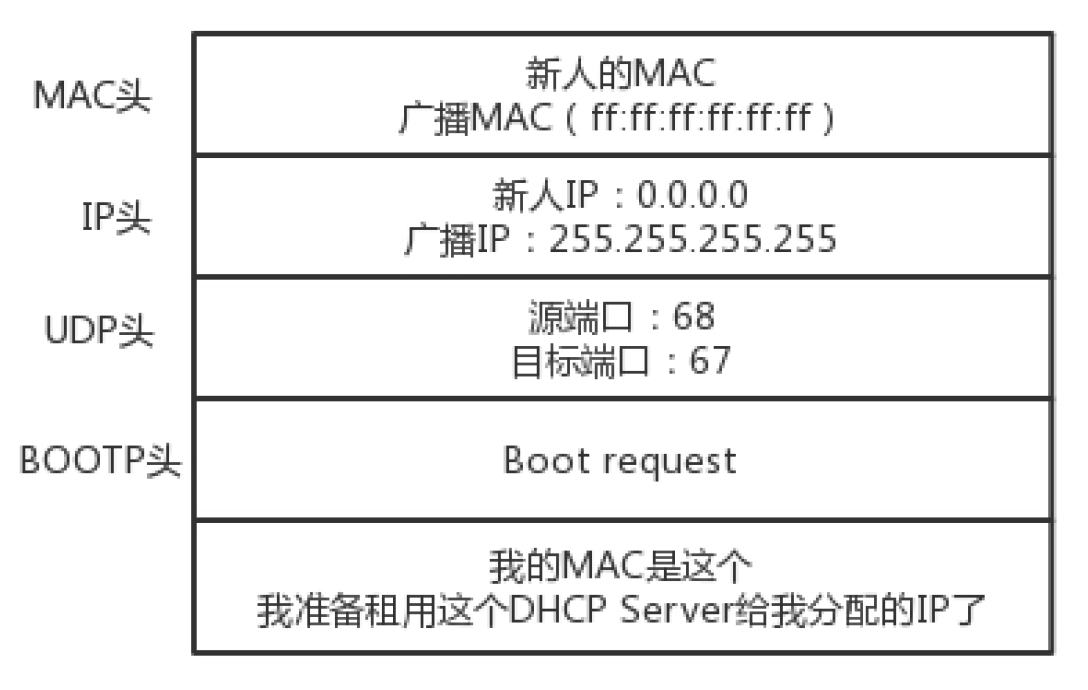 MAC头
新人的MAC
广播MAC（ff:ff:ff:ff:ff:ff）
IP头
新人IP：0.0.0.0
广播IP：255.255.255.255
UDP头
源端口：68
目标端口：67
BOOTP头
Boot request
我的MAC是这个
我准备租用这个DHCP Server给我分配的IP了